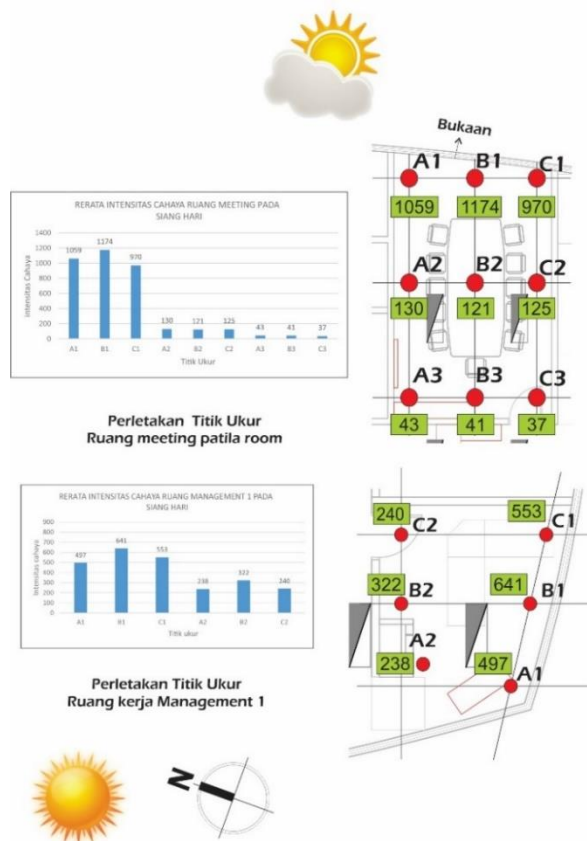 Bukaan
A1 B1 C1
1059 1174 970
A2 B2 C2
130 121 125
A3 B3 C3
43 41 37
RERATA INTENSITAS CAHAYA RUANG MEETING PADA
SIANG HARI
Intensitas Cahaya
1400
1200
1000
800
600
400
200
0
1059 1174 970 130 121 125 43 41 37
A1 B1 C1 A2 B2 C2 A3 B3 C3
Titik Ukur
Perletakan Titik Ukur
Ruang meeting patila room
RERATA INTENSITAS CAHAYA RUANG MANAGEMENT 1 PADA
SIANG HARI
Intensitas cahaya
900
800
700
600
500
400
300
200
100
0
497 641 553 238 322 240
A1 B1 C1 A2 B2 C2
Titik ukur
Perletakan Titik Ukur
Ruang kerja Management 1
240 553
C2 C1
322 641
B2 B1
A2
238 497
A1
N